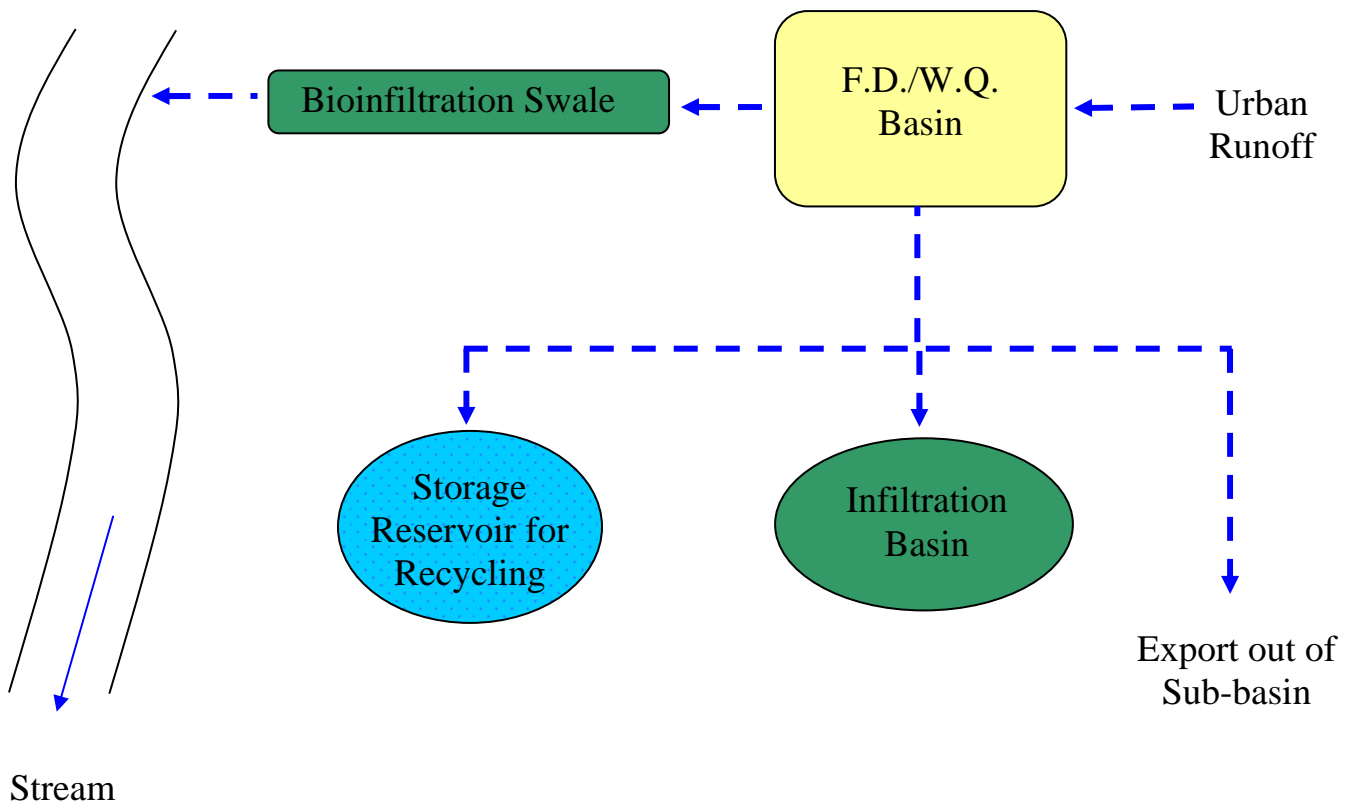 Bioinfiltration Swale
F.D./W.Q.
Basin
Urban
Runoff
Storage
Reservoir for
Recycling
Infiltration
Basin
Export out of
Sub-basin
Stream